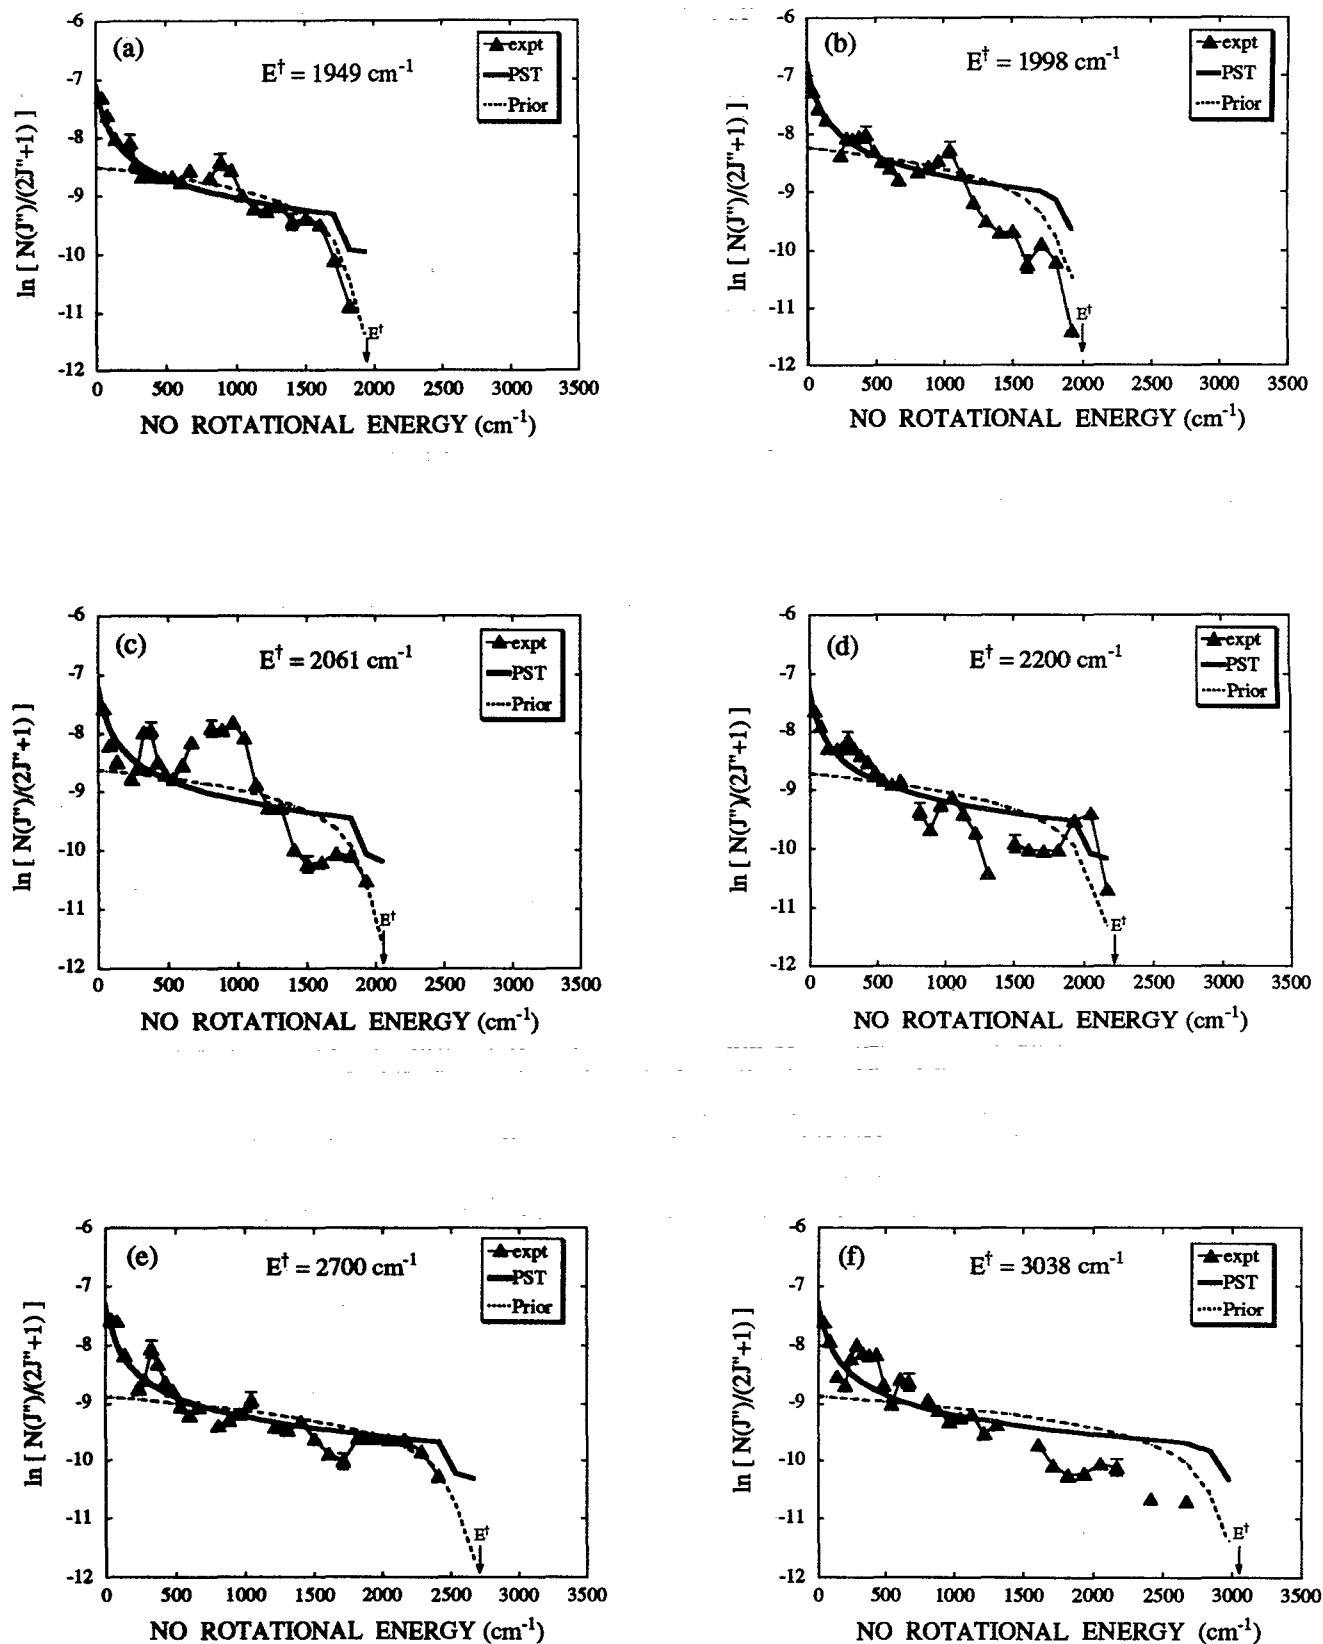 (a)
E† = 1949 cm-1
expt
PST
Prior
-6
-7
-8
-9
-10
-11
-12
ln [ N(J")/(2J"+1) ]
E†
0 500 1000 1500 2000 2500 3000 3500
NO ROTATIONAL ENERGY (cm-1)
(b)
E† = 1998 cm-1
expt
PST
Prior
-6
-7
-8
-9
-10
-11
-12
ln [ N(J")/(2J"+1) ]
E†
0 500 1000 1500 2000 2500 3000 3500
NO ROTATIONAL ENERGY (cm-1)
(c)
E† = 2061 cm-1
expt
PST
Prior
-6
-7
-8
-9
-10
-11
-12
ln [ N(J")/(2J"+1) ]
E†
0 500 1000 1500 2000 2500 3000 3500
NO ROTATIONAL ENERGY (cm-1)
(d)
E† = 2200 cm-1
expt
PST
Prior
-6
-7
-8
-9
-10
-11
-12
ln [ N(J")/(2J"+1) ]
E†
0 500 1000 1500 2000 2500 3000 3500
NO ROTATIONAL ENERGY (cm-1)
(e)
E† = 2700 cm-1
expt
PST
Prior
-6
-7
-8
-9
-10
-11
-12
ln [ N(J")/(2J"+1) ]
E†
0 500 1000 1500 2000 2500 3000 3500
NO ROTATIONAL ENERGY (cm-1)
(f)
E† = 3038 cm-1
expt
PST
Prior
-6
-7
-8
-9
-10
-11
-12
ln [ N(J")/(2J"+1) ]
E†
0 500 1000 1500 2000 2500 3000 3500
NO ROTATIONAL ENERGY (cm-1)